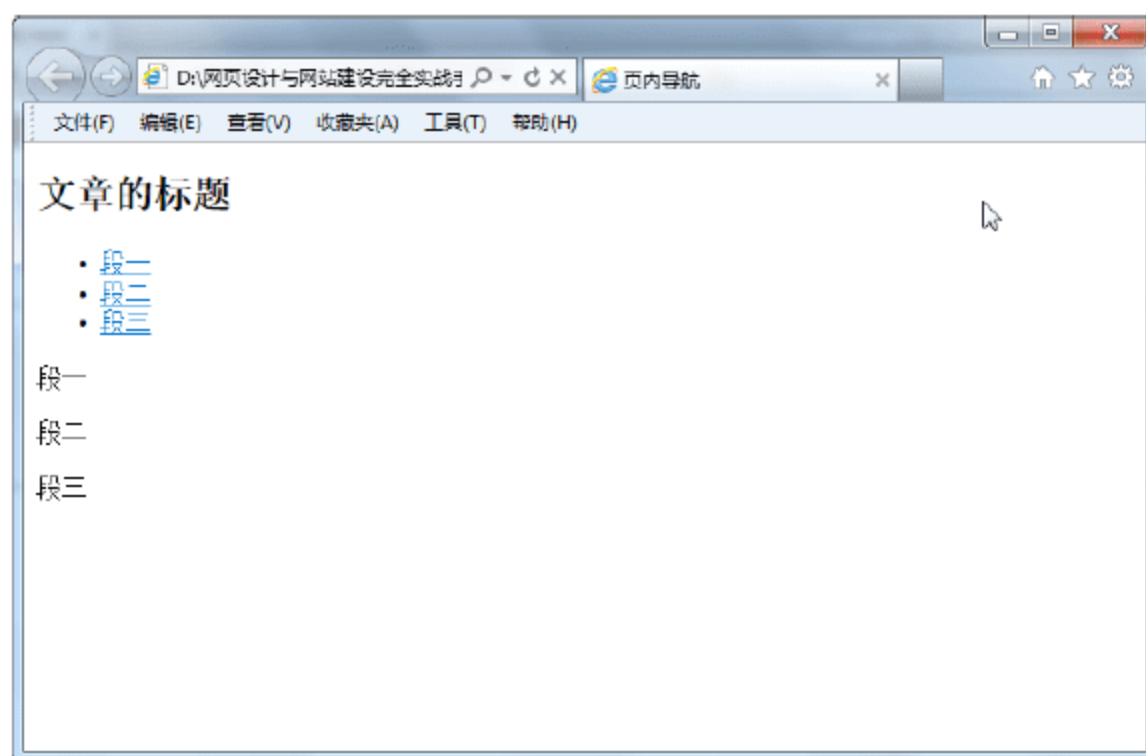 D:\网页设计与网站建设完全实战手
页内导航
文件(F) 编辑(E) 查看(V) 收藏夹(A) 工具(T) 帮助(H)
文章的标题
• 段一
• 段二
• 段三
段一
段二
段三